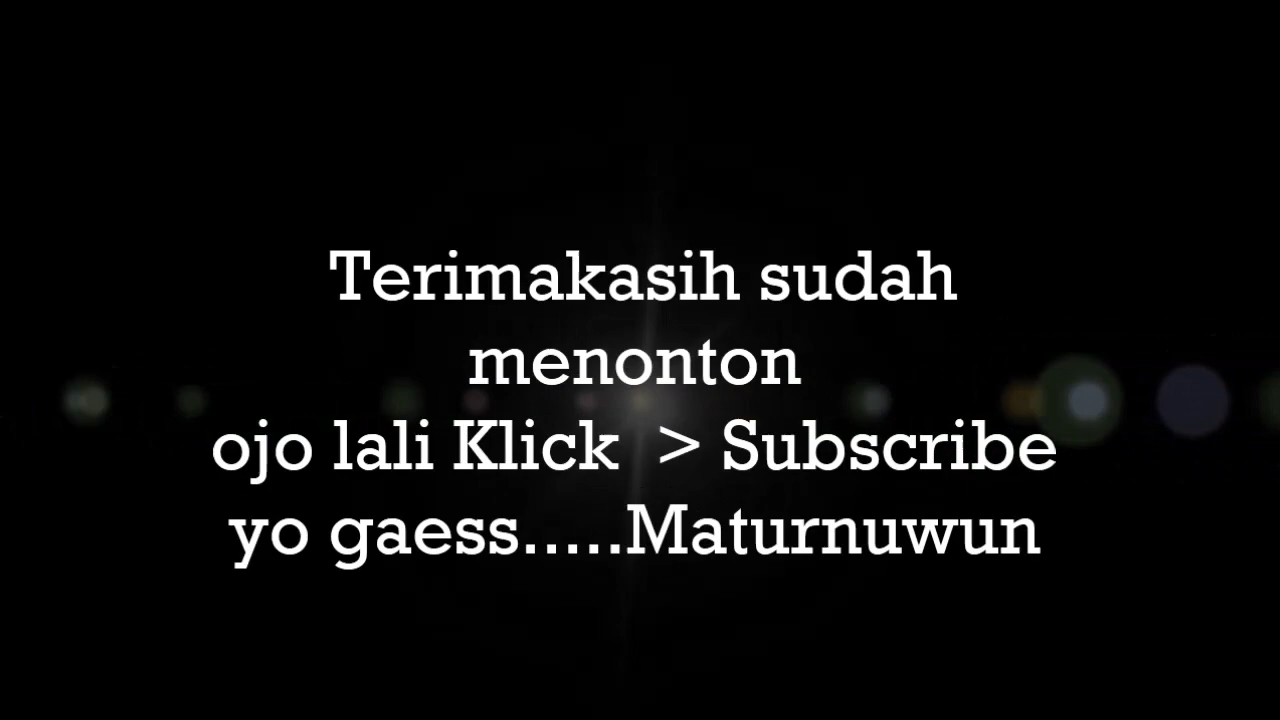 Terimakasih sudah
menonton
ojo lali Klick  > Subscribe
yo gaess.....Maturnuwun